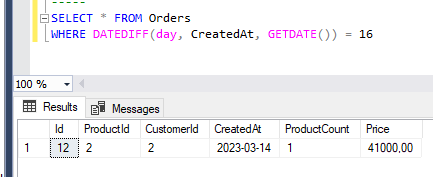 -----
SELECT * FROM Orders
WHERE DATEDIFF(day, CreatedAt, GETDATE()) = 16
100 %
Results Messages
Id ProductId CustomerId CreatedAt ProductCount Price
1 12 2 2 2023-03-14 1 41000,00